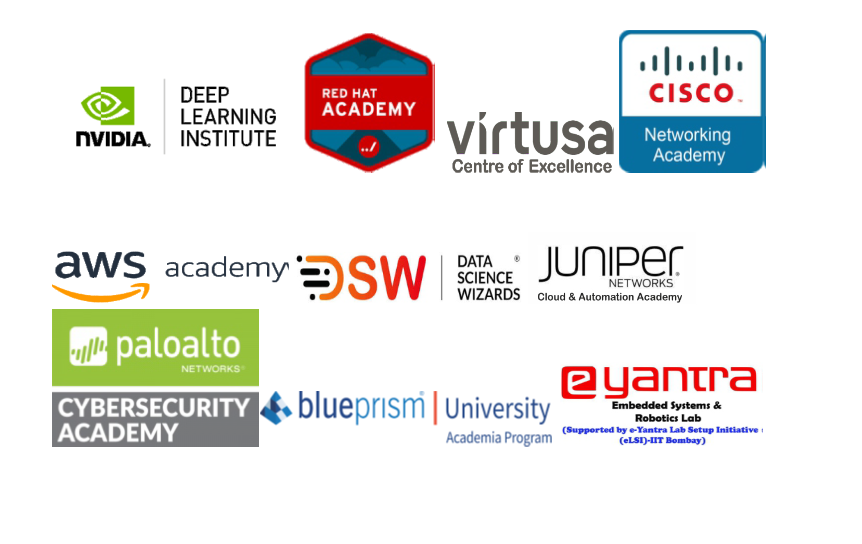 NVIDIA.
DEEP
LEARNING
INSTITUTE
RED HAT
ACADEMY
../
virtusa
Centre of Excellence
CISCO™
Networking
Academy
aws academy
DSW
DATA ®
SCIENCE
WIZARDS
JUNIPEr®
NETWORKS
Cloud & Automation Academy
paloalto
NETWORKS®
CYBERSECURITY
ACADEMY
blueprism® University
Academia Program
e yantra
Embedded Systems &
Robotics Lab
(Supported by e-Yantra Lab Setup Initiative
(eLSI)-IIT Bombay)